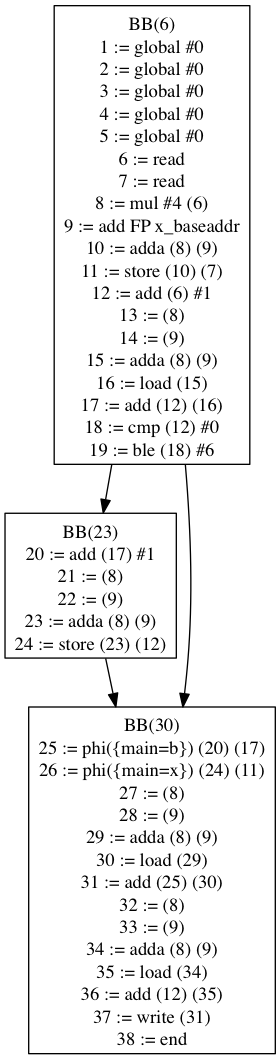 BB(6)
1 := global #0
2 := global #0
3 := global #0
4 := global #0
5 := global #0
6 := read
7 := read
8 := mul #4 (6)
9 := add FP x_baseaddr
10 := adda (8) (9)
11 := store (10) (7)
12 := add (6) #1
13 := (8)
14 := (9)
15 := adda (8) (9)
16 := load (15)
17 := add (12) (16)
18 := cmp (12) #0
19 := ble (18) #6
BB(23)
20 := add (17) #1
21 := (8)
22 := (9)
23 := adda (8) (9)
24 := store (23) (12)
BB(30)
25 := phi({main=b}) (20) (17)
26 := phi({main=x}) (24) (11)
27 := (8)
28 := (9)
29 := adda (8) (9)
30 := load (29)
31 := add (25) (30)
32 := (8)
33 := (9)
34 := adda (8) (9)
35 := load (34)
36 := add (12) (35)
37 := write (31)
38 := end